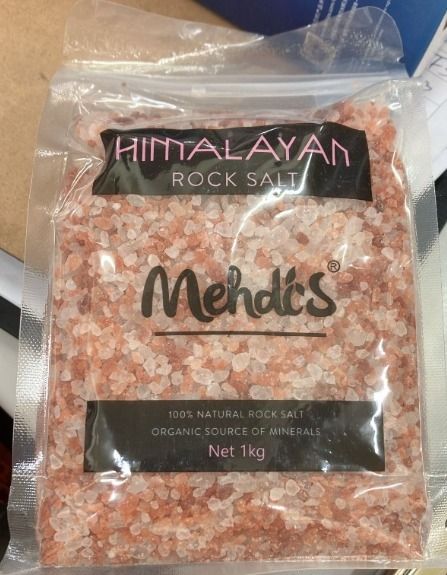 HIMALAYAN
ROCK SALT
Mehdi's®
100% NATURAL ROCK SALT
ORGANIC SOURCE OF MINERALS
Net 1kg